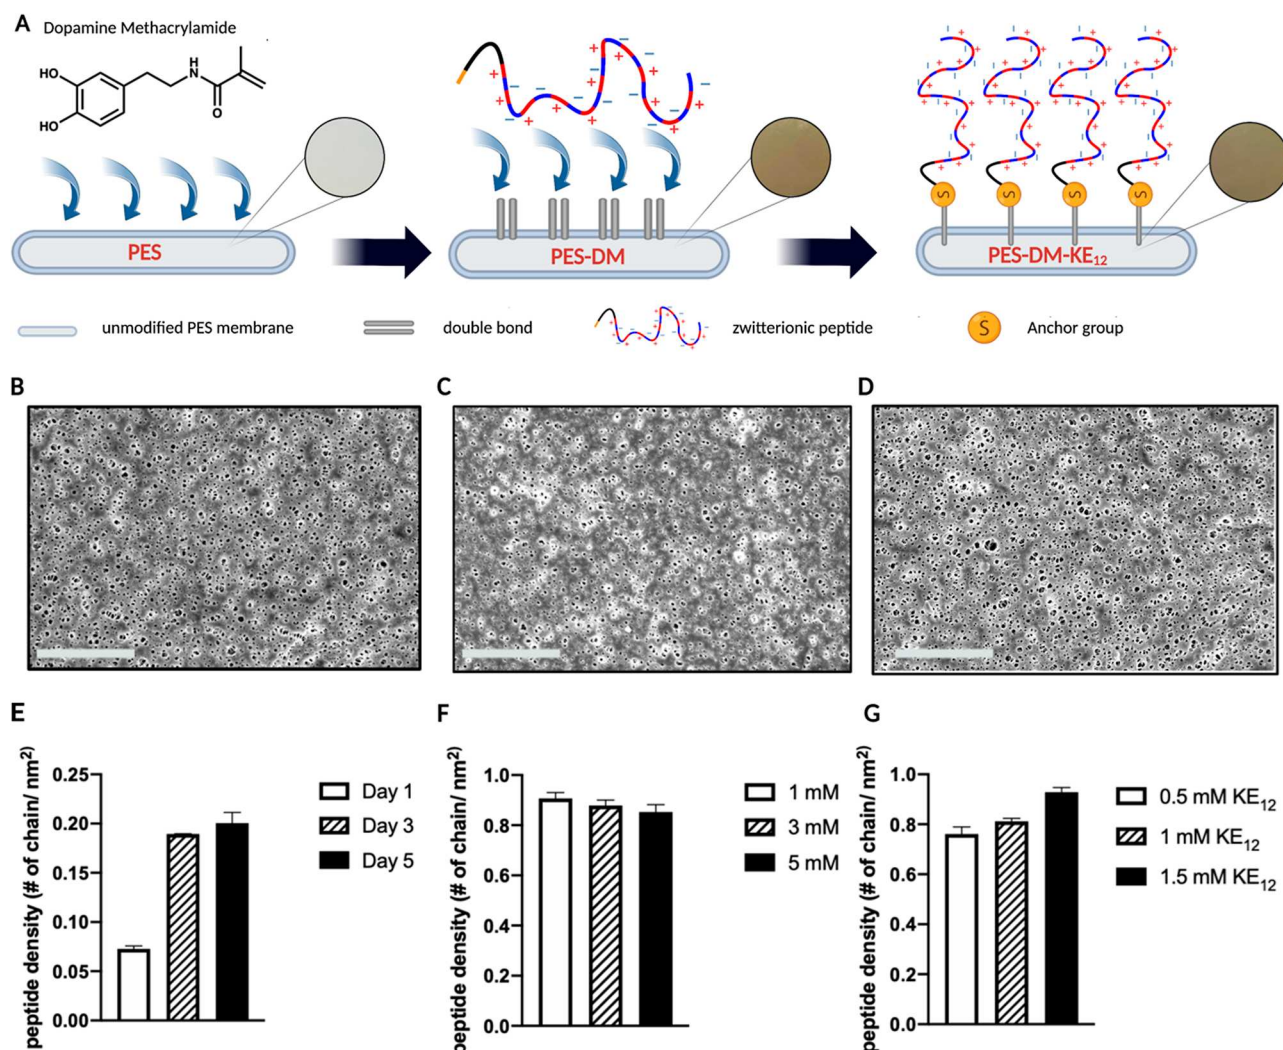 A
Dopamine Methacrylamide
HO
HO
H
N
O
PES
PES-DM
S
S
S
S
PES-DM-KE₁₂
unmodified PES membrane
double bond
zwitterionic peptide
S
Anchor group
B
C
D
E
peptide density (# of chain/ nm²)
0.25
0.20
0.15
0.10
0.05
0.00
Day 1
Day 3
Day 5
F
peptide density (# of chain/ nm²)
1.0
0.8
0.6
0.4
0.2
0.0
1 mM
3 mM
5 mM
G
peptide density (# of chain/ nm²)
1.0
0.8
0.6
0.4
0.2
0.0
0.5 mM KE₁₂
1 mM KE₁₂
1.5 mM KE₁₂